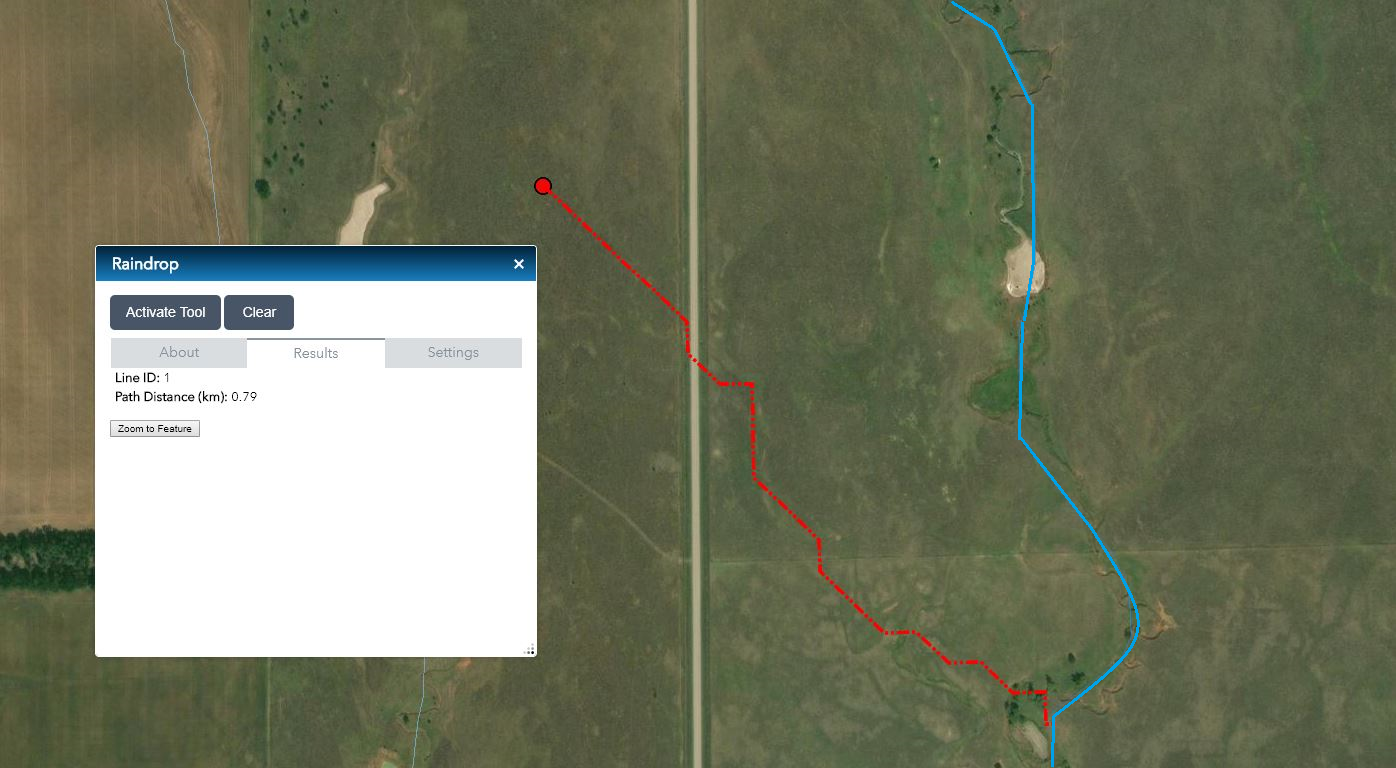 Raindrop ×
Activate Tool Clear
About Results Settings
Line ID: 1
Path Distance (km): 0.79
Zoom to Feature